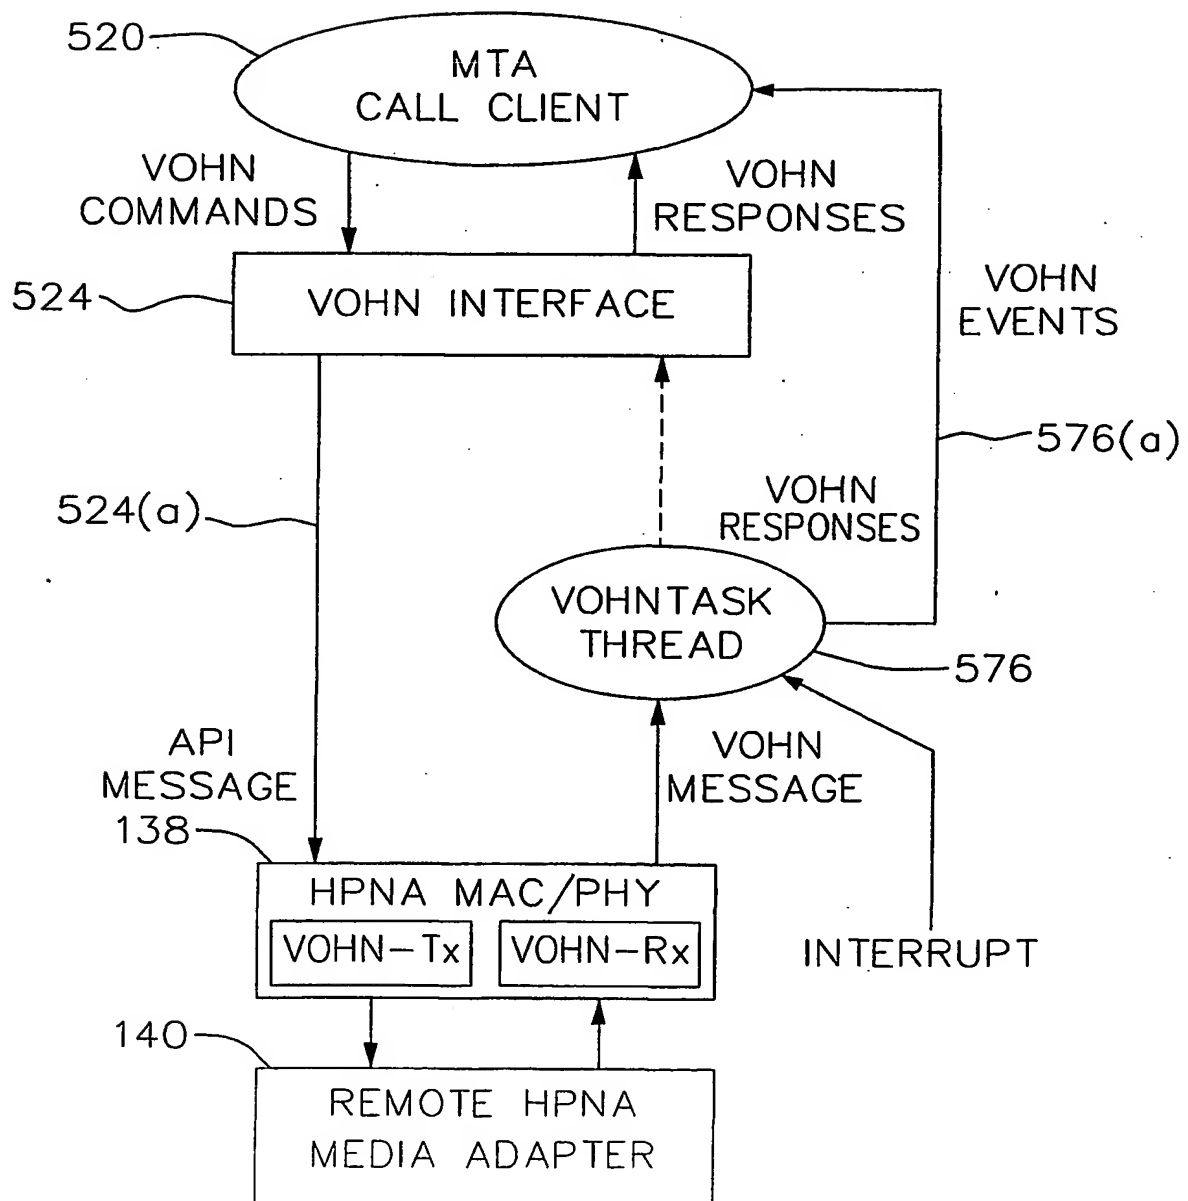 520
MTA
CALL CLIENT
VOHN
COMMANDS
VOHN
RESPONSES
524
VOHN INTERFACE
VOHN
EVENTS
576(a)
524(a)
VOHN
RESPONSES
VOHNTASK
THREAD
576
API
MESSAGE
VOHN
MESSAGE
138
HPNA MAC/PHY
VOHN-Tx
VOHN-Rx
INTERRUPT
140
REMOTE HPNA
MEDIA ADAPTER